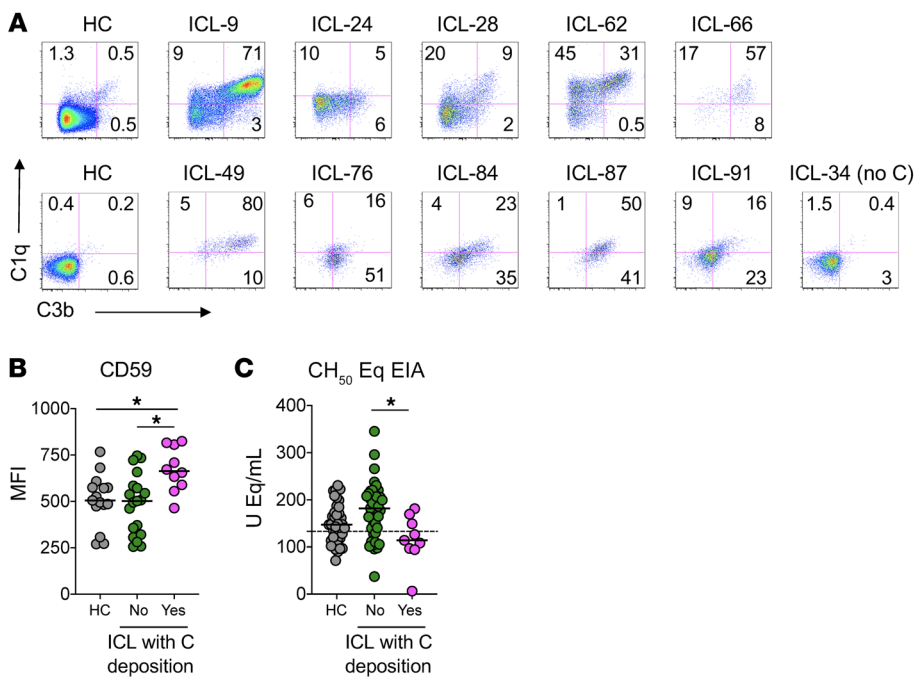 A
HC ICL-9 ICL-24 ICL-28 ICL-62 ICL-66
1.3 0.5 9 71 10 5 20 9 45 31 17 57
0.5 3 6 2 0.5 8
HC ICL-49 ICL-76 ICL-84 ICL-87 ICL-91 ICL-34 (no C)
0.4 0.2 5 80 6 16 4 23 1 50 9 16 1.5 0.4
0.6 10 51 35 41 23 3
C1q
C3b
B
CD59
MFI
1000
750
500
250
0
* *
HC No Yes
ICL with C
deposition
C
CH50 Eq EIA
U Eq/mL
400
300
200
100
0
*
HC No Yes
ICL with C
deposition